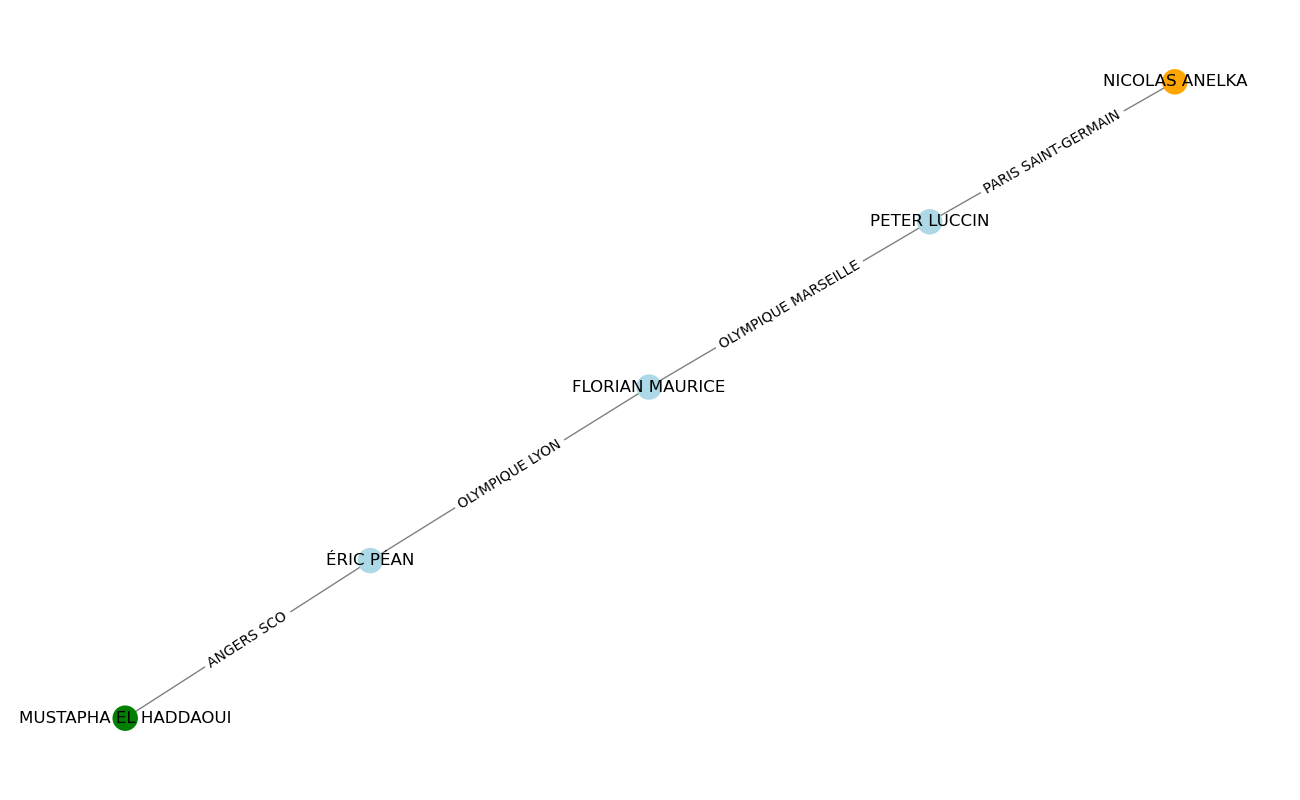 NICOLAS ANELKA
PARIS SAINT-GERMAIN
PETER LUCCIN
OLYMPIQUE MARSEILLE
FLORIAN MAURICE
OLYMPIQUE LYON
ÉRIC PÉAN
ANGERS SCO
MUSTAPHA EL HADDAOUI